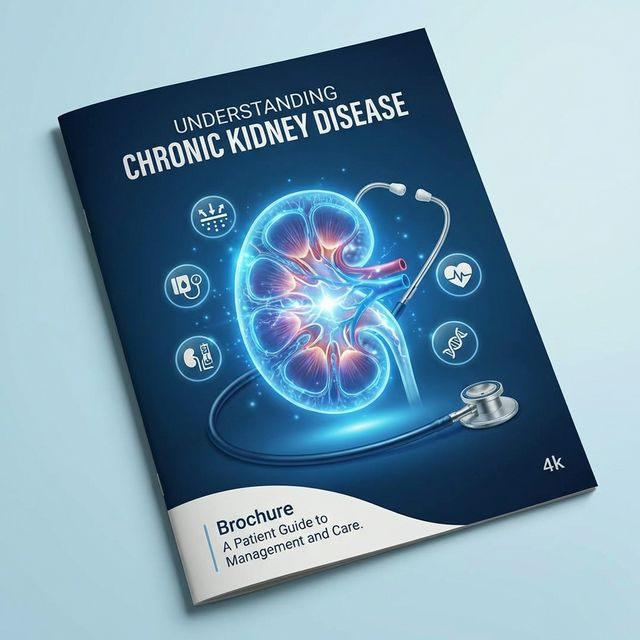 UNDERSTANDING
CHRONIC KIDNEY DISEASE
4k
Brochure
A Patient Guide to
Management and Care.